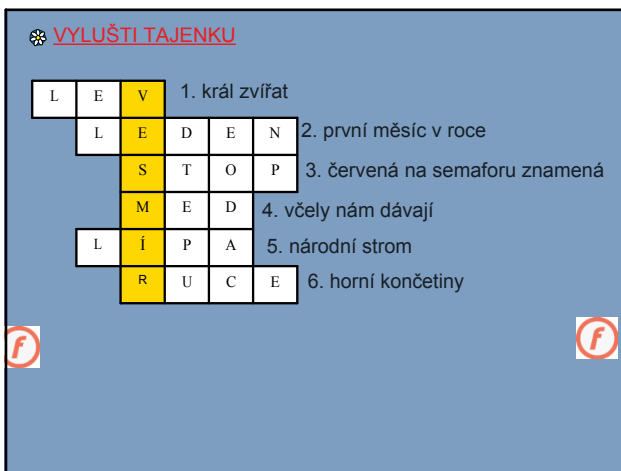 VYLUŠTI TAJENKU
L E V 1. král zvířat
L E D E N 2. první měsíc v roce
S T O P 3. červená na semaforu znamená
M E D 4. včely nám dávají
L Í P A 5. národní strom
R U C E 6. horní končetiny
f f